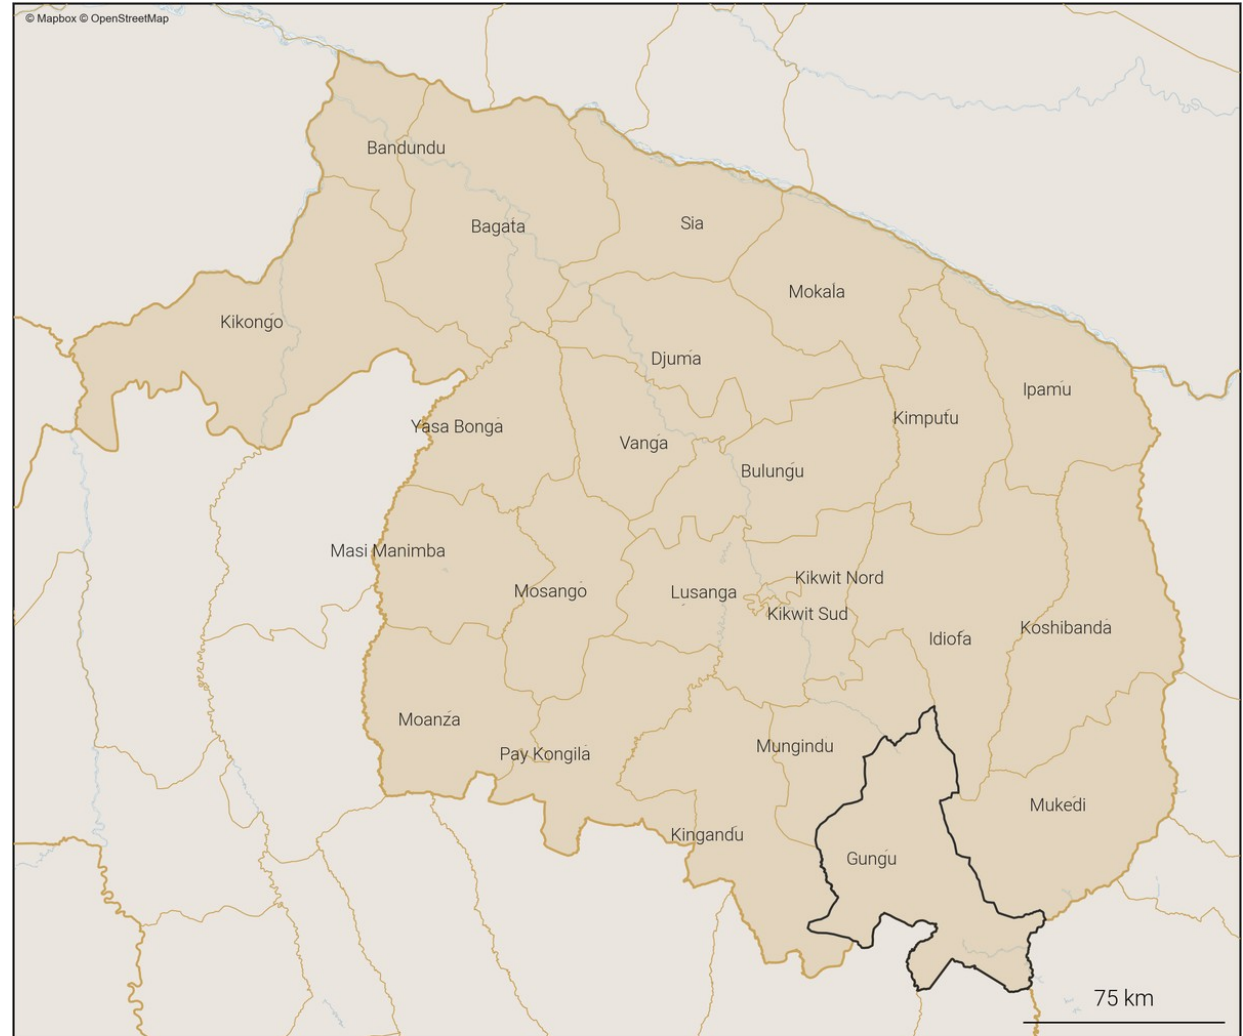 © Mapbox © OpenStreetMap
Bandundu
Bagata
Sia
Mokala
Kikongo
Djuma
Ipamu
Kimputu
Yasa Bonga
Vanga
Bulungu
Masi Manimba
Mosango
Lusanga
Kikwit Nord
Kikwit Sud
Koshibanda
Idiofa
Moanza
Mungindu
Pay Kongila
Mukedi
Kingandu
Gungu
75 km